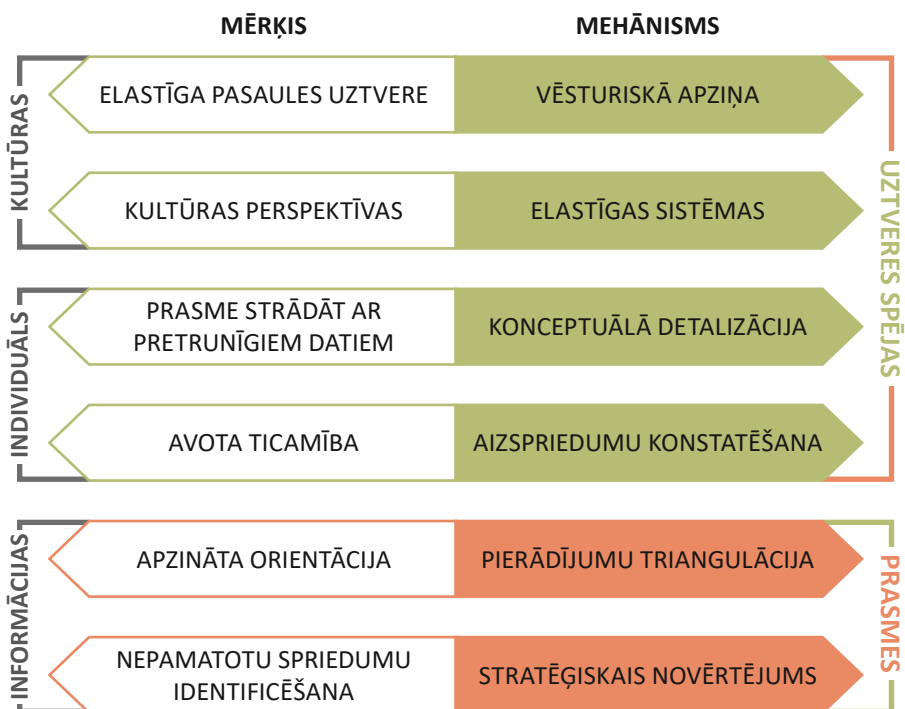 MĒRĶIS
MEHĀNISMS
KULTŪRAS
ELASTĪGA PASAULES UZTVERE
VĒSTURISKĀ APZIŅA
KULTŪRAS PERSPEKTĪVAS
ELASTĪGAS SISTĒMAS
UZTVERES SPĒJAS
INDIVIDUĀLS
PRASME STRĀDĀT AR
PRETRUNĪGIEM DATIEM
KONCEPTUĀLĀ DETALIZĀCIJA
AVOTA TICAMĪBA
AIZSPRIEDUMU KONSTATĒŠANA
INFORMĀCIJAS
APZINĀTA ORIENTĀCIJA
PIERĀDĪJUMU TRIANGULĀCIJA
PRASMES
NEPAMATOTU SPRIEDUMU
IDENTIFICĒŠANA
STRATĒĢISKAIS NOVĒRTĒJUMS